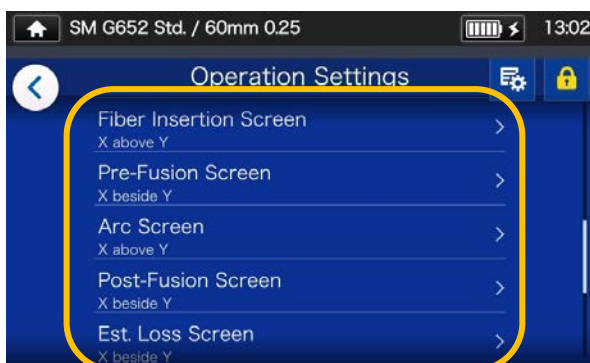 SM G652 Std. / 60mm 0.25 13:02
Operation Settings
Fiber Insertion Screen
X above Y
Pre-Fusion Screen
X beside Y
Arc Screen
X above Y
Post-Fusion Screen
X beside Y
Est. Loss Screen
X beside Y